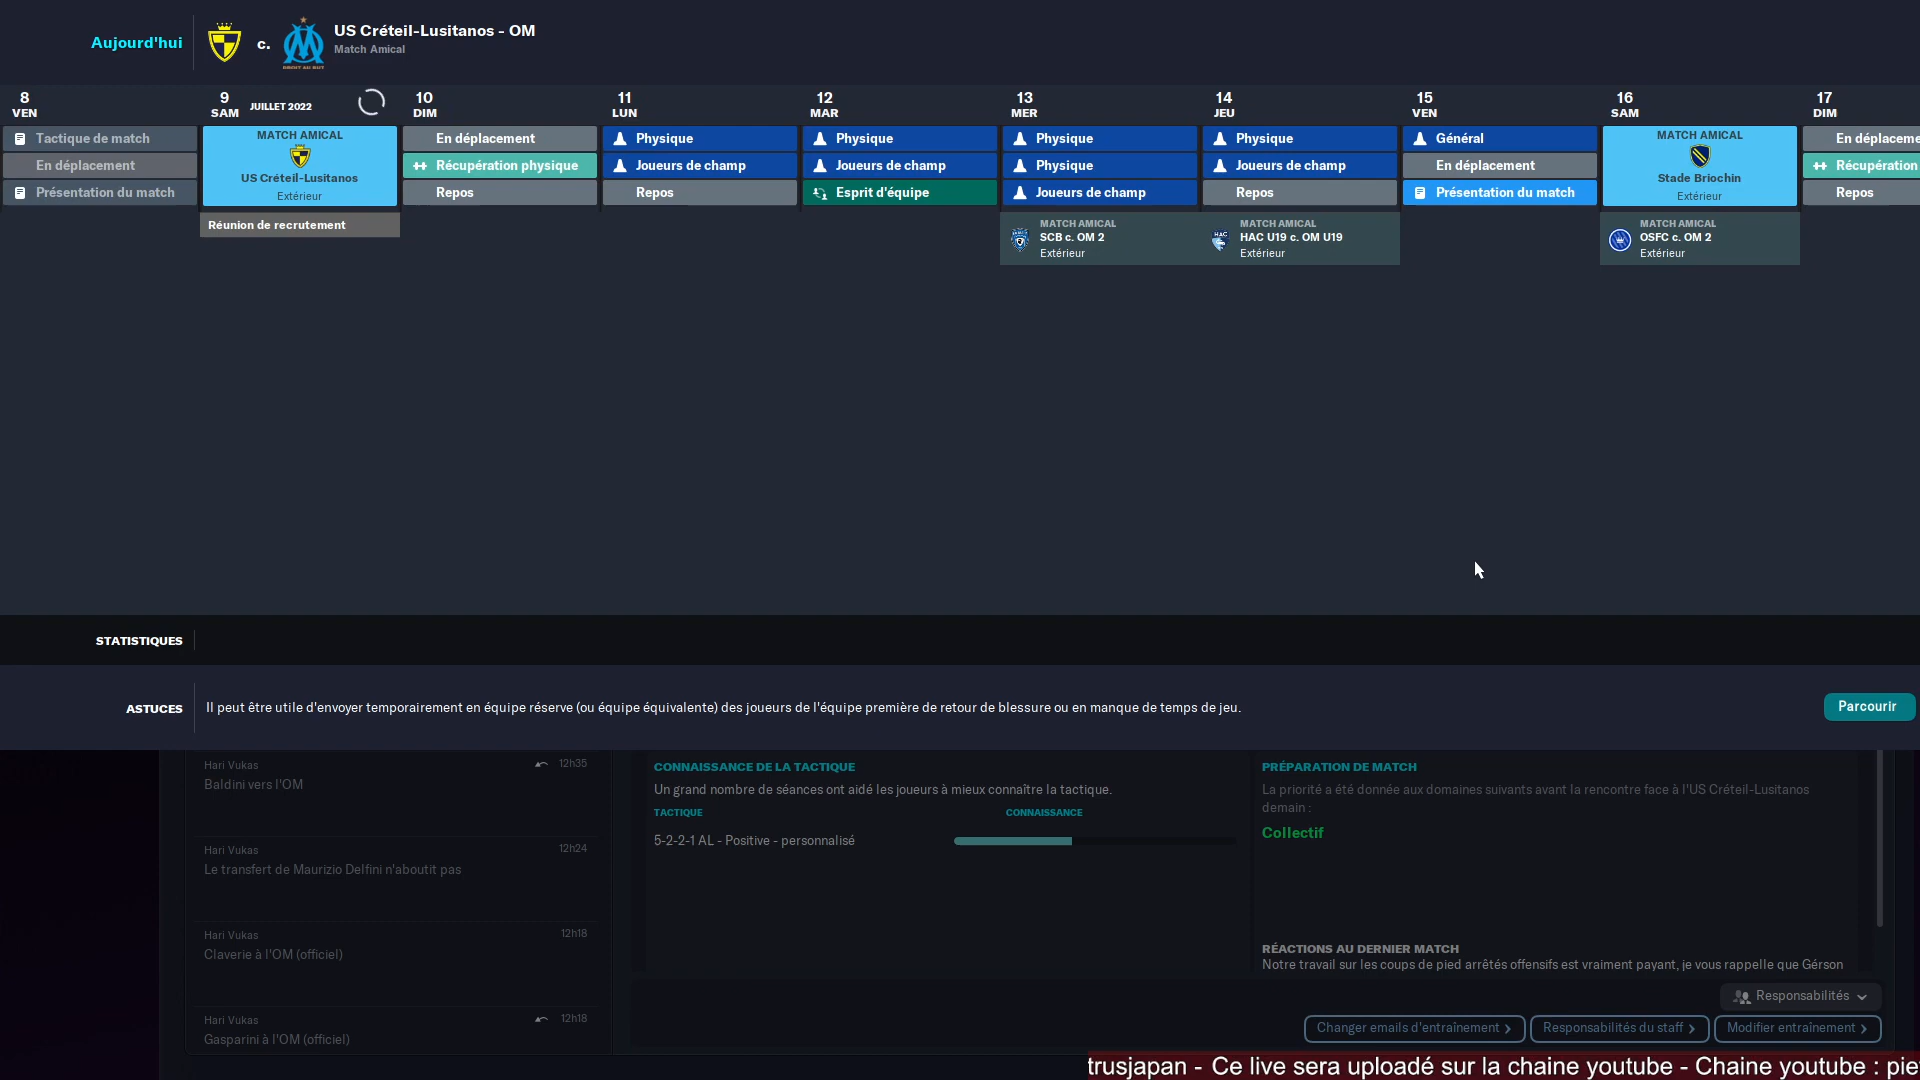 Aujourd'hui
c.
US Créteil-Lusitanos - OM
Match Amical
8
VEN
9
SAM
JUILLET 2022
10
DIM
11
LUN
12
MAR
13
MER
14
JEU
15
VEN
16
SAM
17
DIM
Tactique de match
En déplacement
Présentation du match
MATCH AMICAL
US Créteil-Lusitanos
Extérieur
Réunion de recrutement
En déplacement
Récupération physique
Repos
Physique
Joueurs de champ
Repos
Physique
Joueurs de champ
Esprit d'équipe
Physique
Physique
Joueurs de champ
MATCH AMICAL
SCB c. OM 2
Extérieur
Physique
Joueurs de champ
Repos
MATCH AMICAL
HAC U19 c. OM U19
Extérieur
Général
En déplacement
Présentation du match
MATCH AMICAL
Stade Briochin
Extérieur
MATCH AMICAL
OSFC c. OM 2
Extérieur
En déplaceme
Récupération
Repos
STATISTIQUES
ASTUCES
Il peut être utile d'envoyer temporairement en équipe réserve (ou équipe équivalente) des joueurs de l'équipe première de retour de blessure ou en manque de temps de jeu.
Parcourir
Hari Vukas
12h35
Baldini vers l'OM
Hari Vukas
12h24
Le transfert de Maurizio Delfini n'aboutit pas
Hari Vukas
12h18
Claverie à l'OM (officiel)
Hari Vukas
12h18
Gasparini à l'OM (officiel)
CONNAISSANCE DE LA TACTIQUE
Un grand nombre de séances ont aidé les joueurs à mieux connaître la tactique.
TACTIQUE
CONNAISSANCE
5-2-2-1 AL - Positive - personnalisé
PRÉPARATION DE MATCH
La priorité a été donnée aux domaines suivants avant la rencontre face à l'US Créteil-Lusitanos
demain :
Collectif
RÉACTIONS AU DERNIER MATCH
Notre travail sur les coups de pied arrêtés offensifs est vraiment payant, je vous rappelle que Gérson
Responsabilités
Changer emails d'entraînement
Responsabilités du staff
Modifier entraînement
trusjapan - Ce live sera uploadé sur la chaine youtube - Chaine youtube : pie